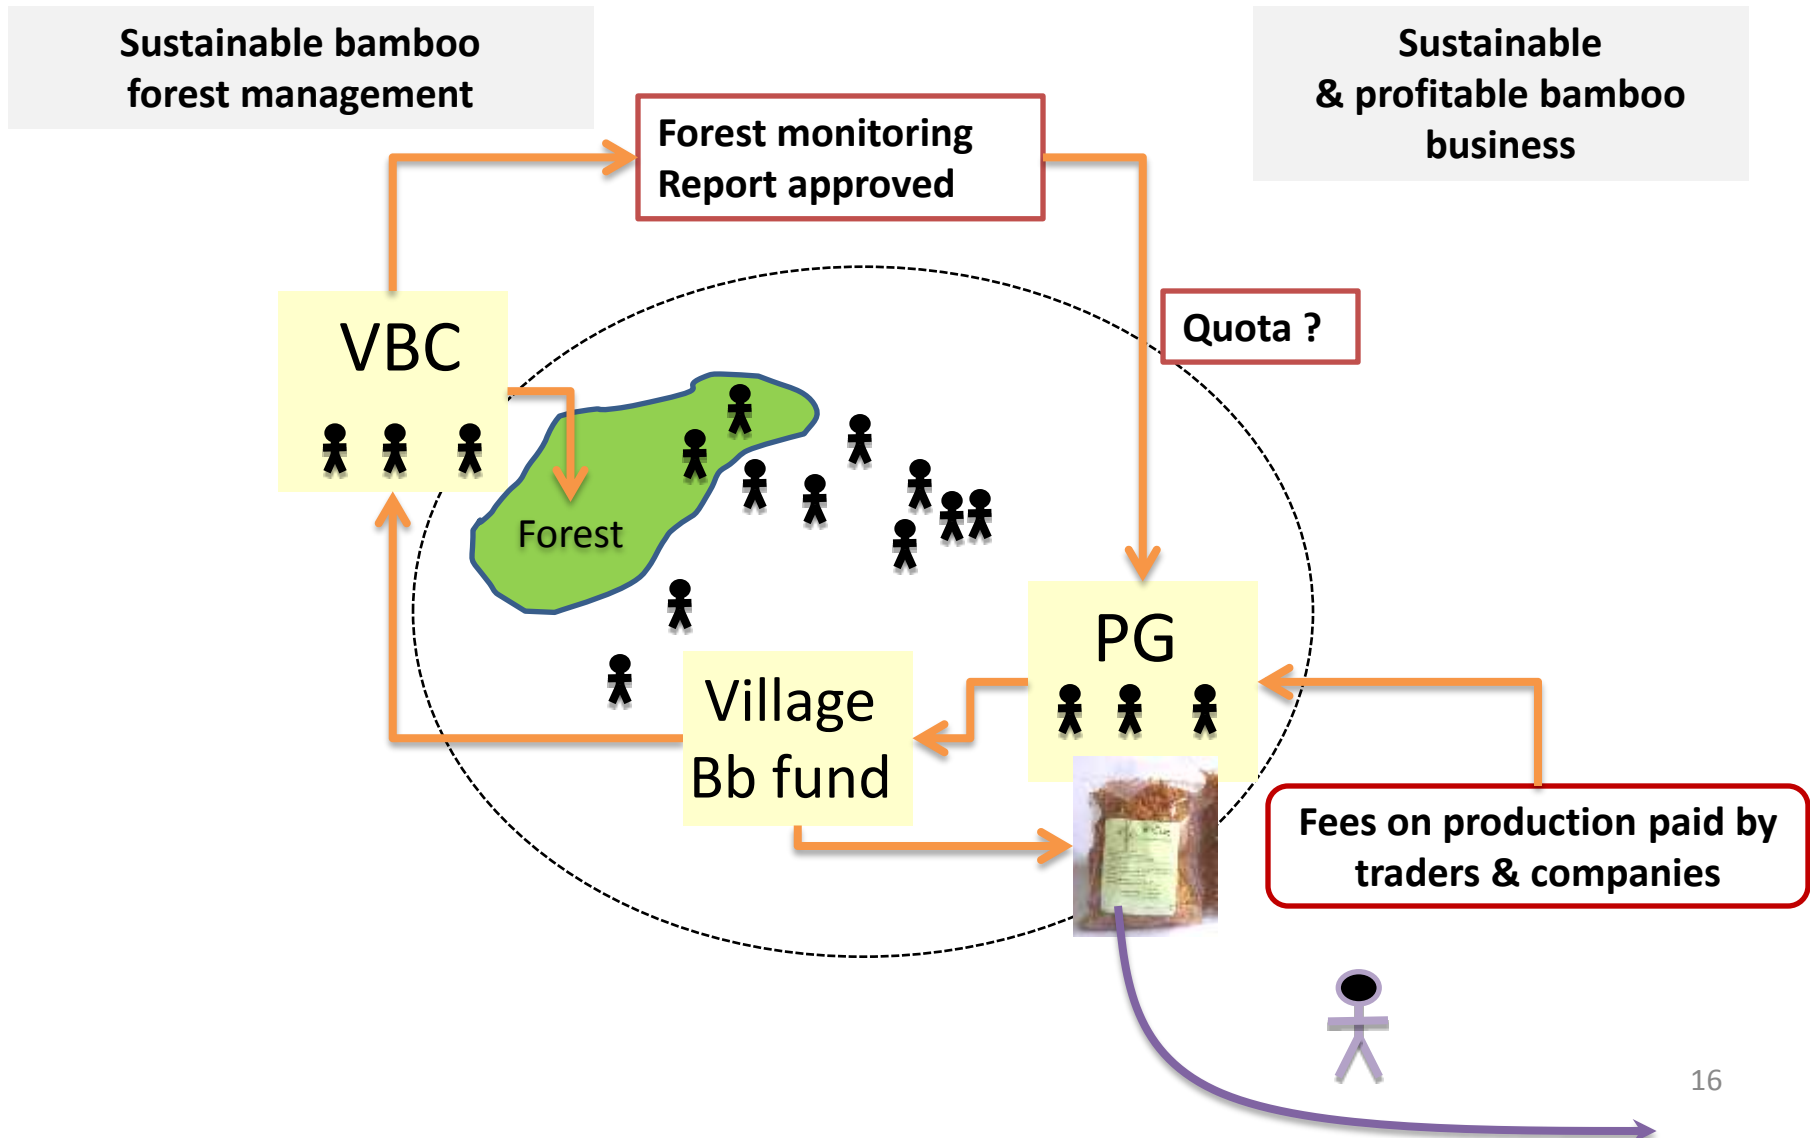 Sustainable bamboo
forest management
Sustainable
& profitable bamboo
business
Forest monitoring
Report approved
VBC
Quota ?
Forest
PG
Village
Bb fund
Fees on production paid by
traders & companies
16